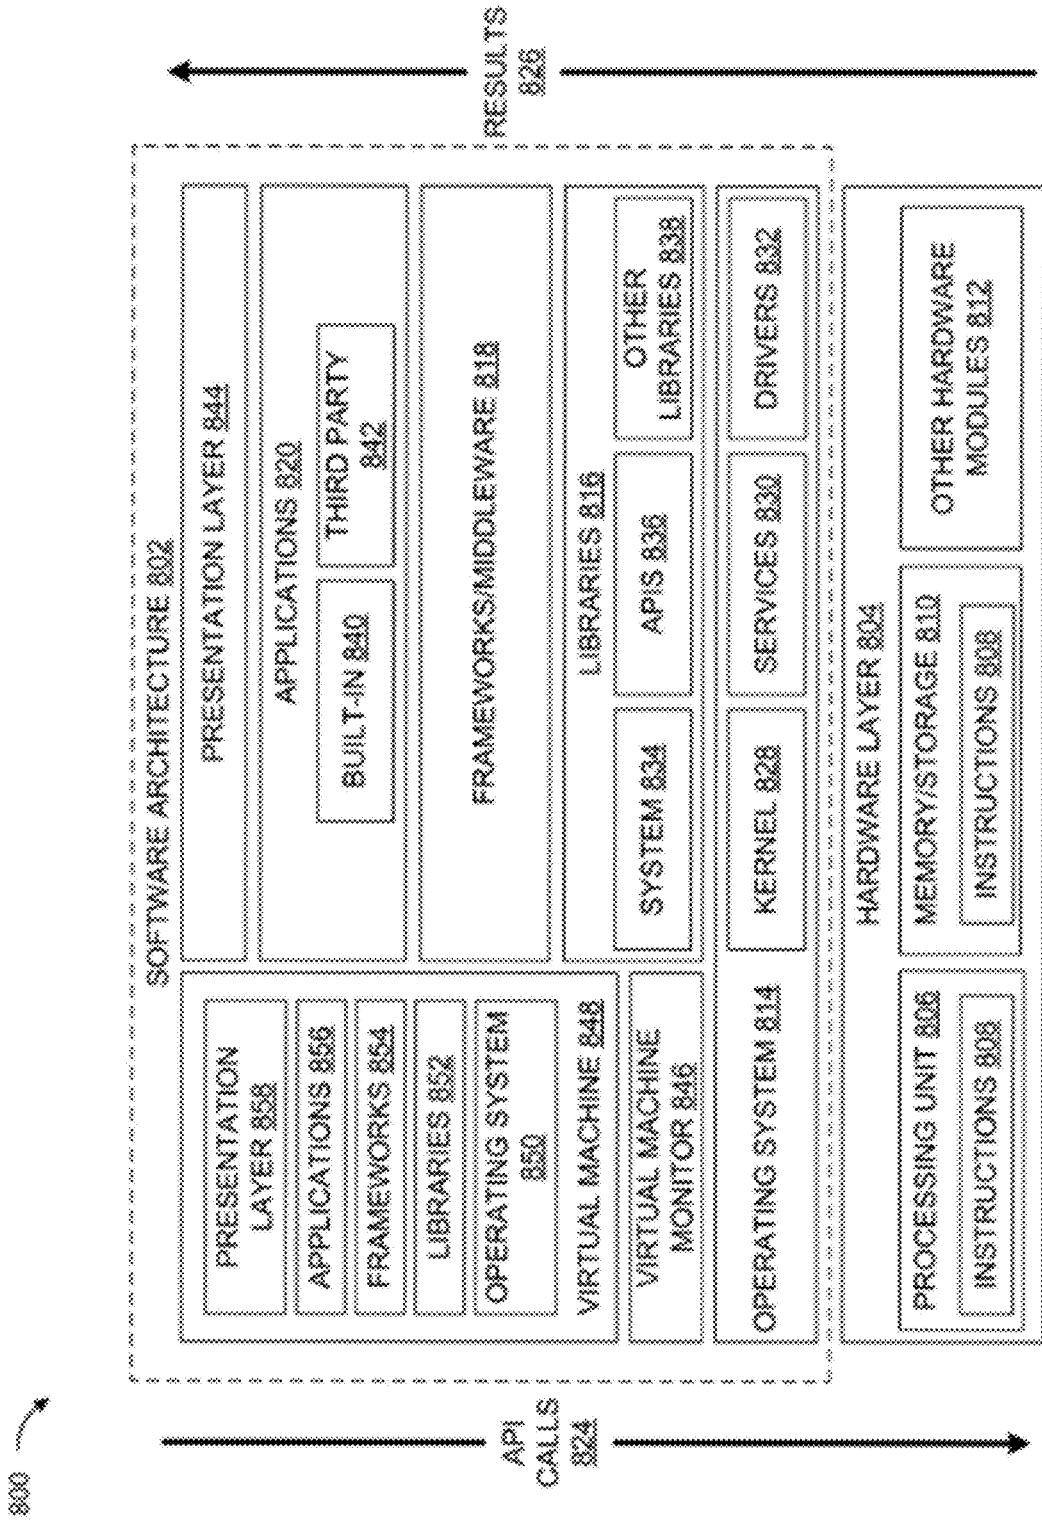 800
SOFTWARE ARCHITECTURE 802
PRESENTATION
LAYER 858
APPLICATIONS 856
FRAMEWORKS 854
LIBRARIES 852
OPERATING SYSTEM
850
VIRTUAL MACHINE 848
VIRTUAL MACHINE
MONITOR 846
PRESENTATION LAYER 844
APPLICATIONS 820
BUILT-IN 840
THIRD PARTY
842
FRAMEWORKS/MIDDLEWARE 818
LIBRARIES 816
SYSTEM 834
APIS 836
OTHER
LIBRARIES 838
OPERATING SYSTEM 814
KERNEL 828
SERVICES 830
DRIVERS 832
HARDWARE LAYER 804
PROCESSING UNIT 806
INSTRUCTIONS 808
MEMORY/STORAGE 810
INSTRUCTIONS 808
OTHER HARDWARE
MODULES 812
API
CALLS
824
RESULTS
826